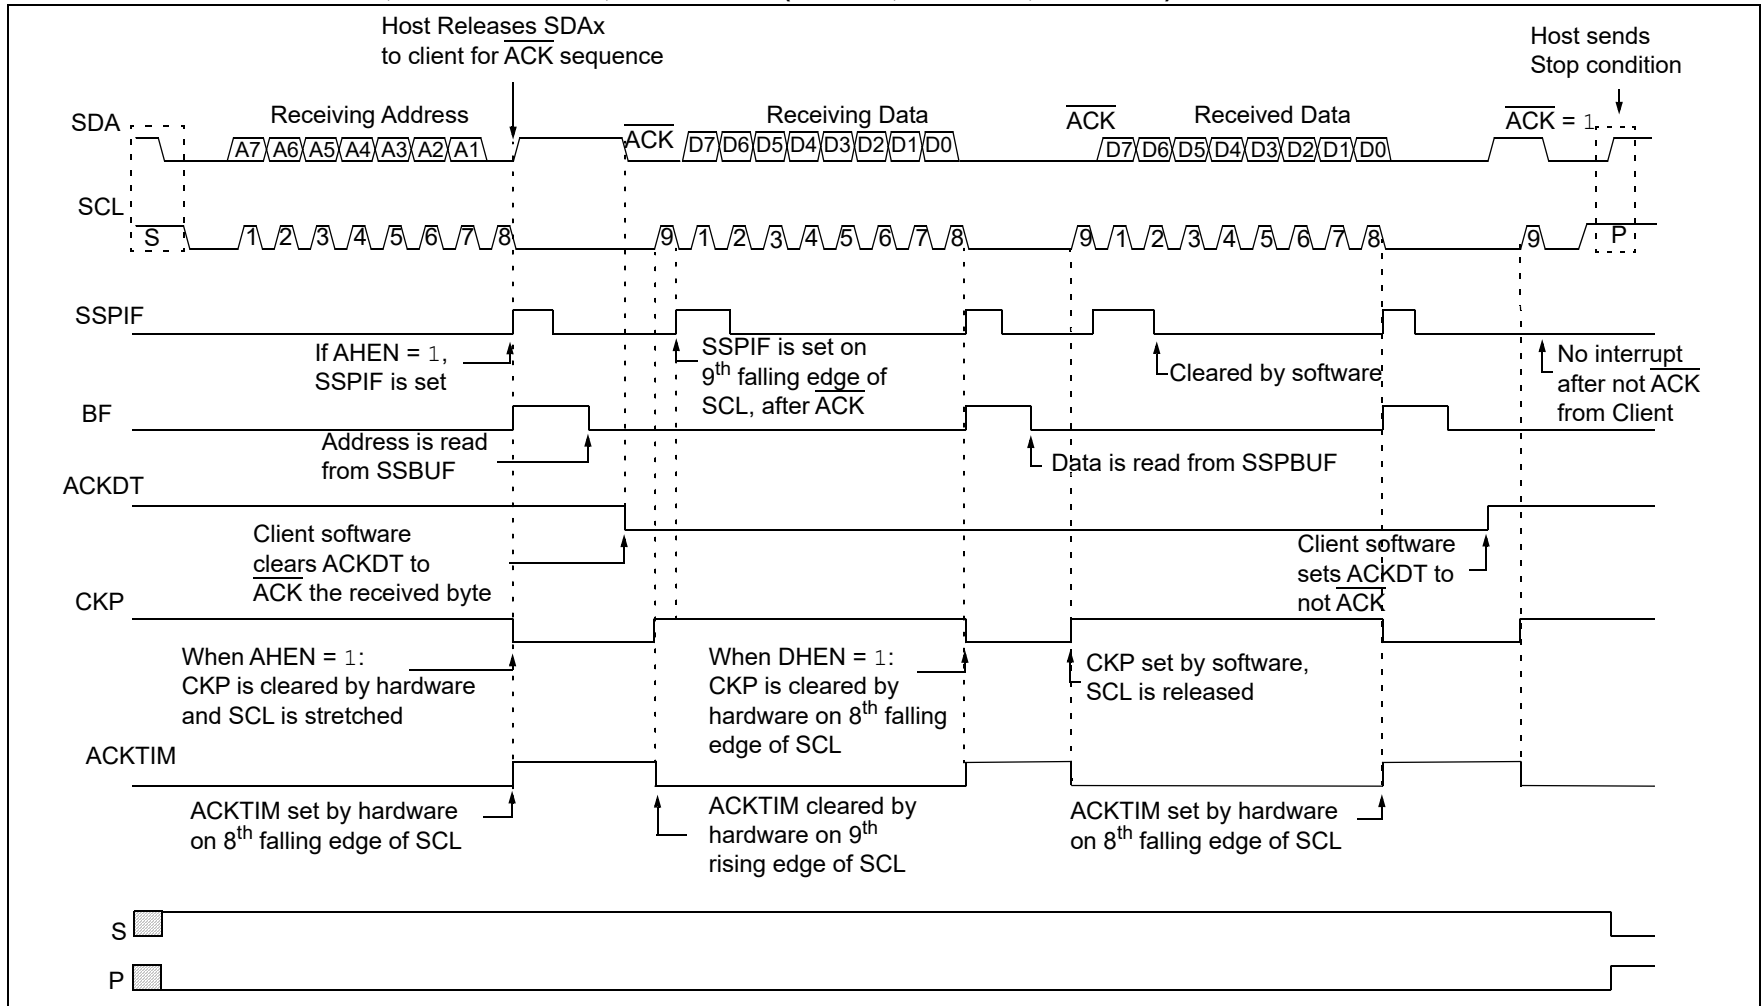 Host Releases SDAx
to client for ACK sequence
Host sends
Stop condition
Receiving Address
Receiving Data
Received Data
SDA
ACK
ACK
ACK = 1
A7 A6 A5 A4 A3 A2 A1
D7 D6 D5 D4 D3 D2 D1 D0
D7 D6 D5 D4 D3 D2 D1 D0
SCL
S 1 2 3 4 5 6 7 8 9 1 2 3 4 5 6 7 8 9 1 2 3 4 5 6 7 8 9 P
SSPIF
If AHEN = 1,
SSPIF is set
SSPIF is set on
9th falling edge of
SCL, after ACK
Cleared by software
No interrupt
after not ACK
from Client
BF
Address is read
from SSBUF
Data is read from SSPBUF
ACKDT
Client software
clears ACKDT to
ACK the received byte
Client software
sets ACKDT to
not ACK
CKP
When AHEN = 1:
CKP is cleared by hardware
and SCL is stretched
When DHEN = 1:
CKP is cleared by
hardware on 8th falling
edge of SCL
CKP set by software,
SCL is released
ACKTIM
ACKTIM set by hardware
on 8th falling edge of SCL
ACKTIM cleared by
hardware on 9th
rising edge of SCL
ACKTIM set by hardware
on 8th falling edge of SCL
S
P